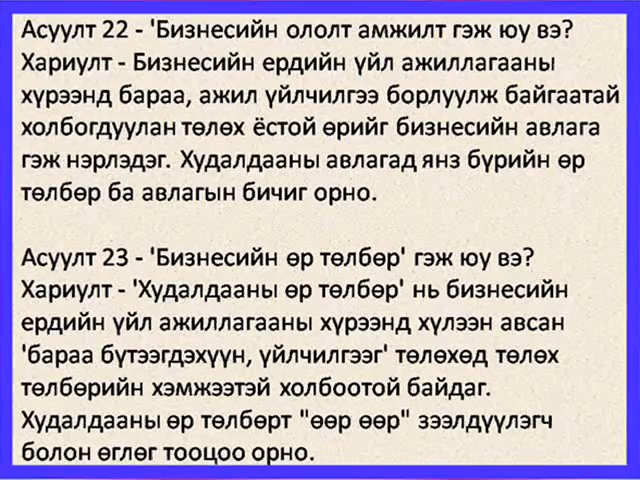 Асуулт 22 - 'Бизнесийн ололт амжилт гэж юу вэ?
Хариулт - Бизнесийн ердийн үйл ажиллагааны
хүрээнд бараа, ажил үйлчилгээ борлуулж байгаатай
холбогдуулан төлөх ёстой өрийг бизнесийн авлага
гэж нэрлэдэг. Худалдааны авлагад янз бүрийн өр
төлбөр ба авлагын бичиг орно.
Асуулт 23 - 'Бизнесийн өр төлбөр' гэж юу вэ?
Хариулт - 'Худалдааны өр төлбөр' нь бизнесийн
ердийн үйл ажиллагааны хүрээнд хүлээн авсан
'бараа бүтээгдэхүүн, үйлчилгээг' төлөхөд төлөх
төлбөрийн хэмжээтэй холбоотой байдаг.
Худалдааны өр төлбөрт "өөр өөр" зээлдүүлэгч
болон өглөг тооцоо орно.